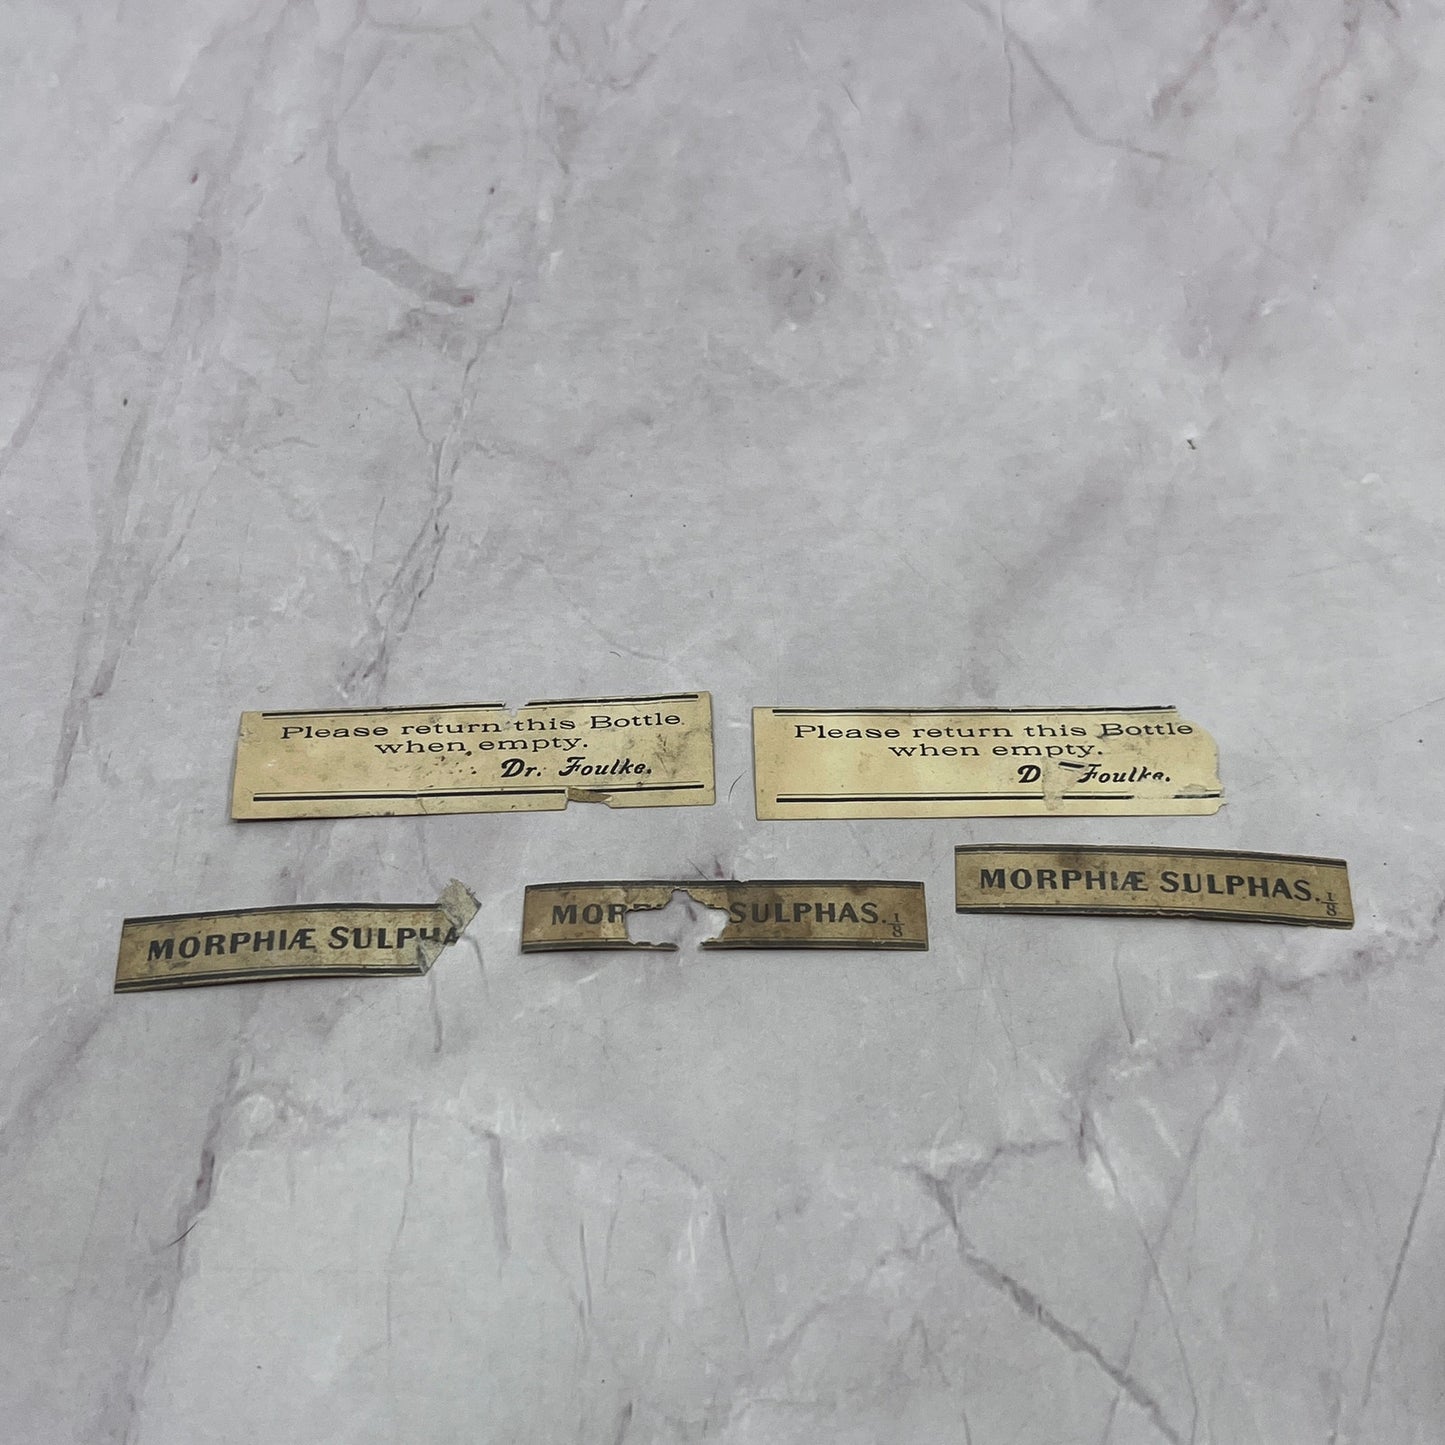 Please return this Bottle
when empty.
Dr. Foulke.
Please return this Bottle
when empty.
D Foulke.
MORPHIÆ SULPHA
MOR SULPHAS. 1/8
MORPHIÆ SULPHAS. 1/8